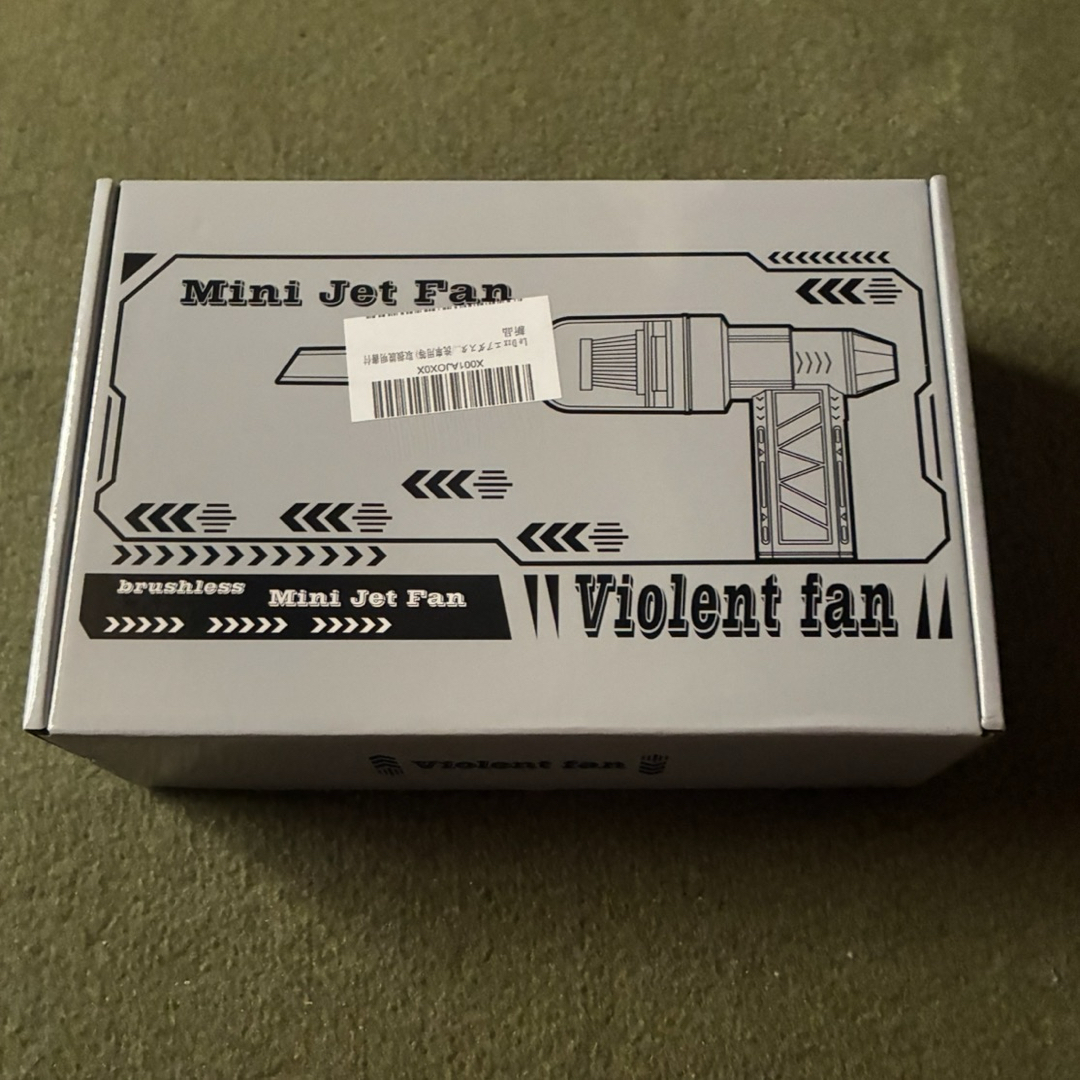 Mini Jet Fan
X001AJOX0X
新品
brushless
Mini Jet Fan
Violent fan
Violent fan